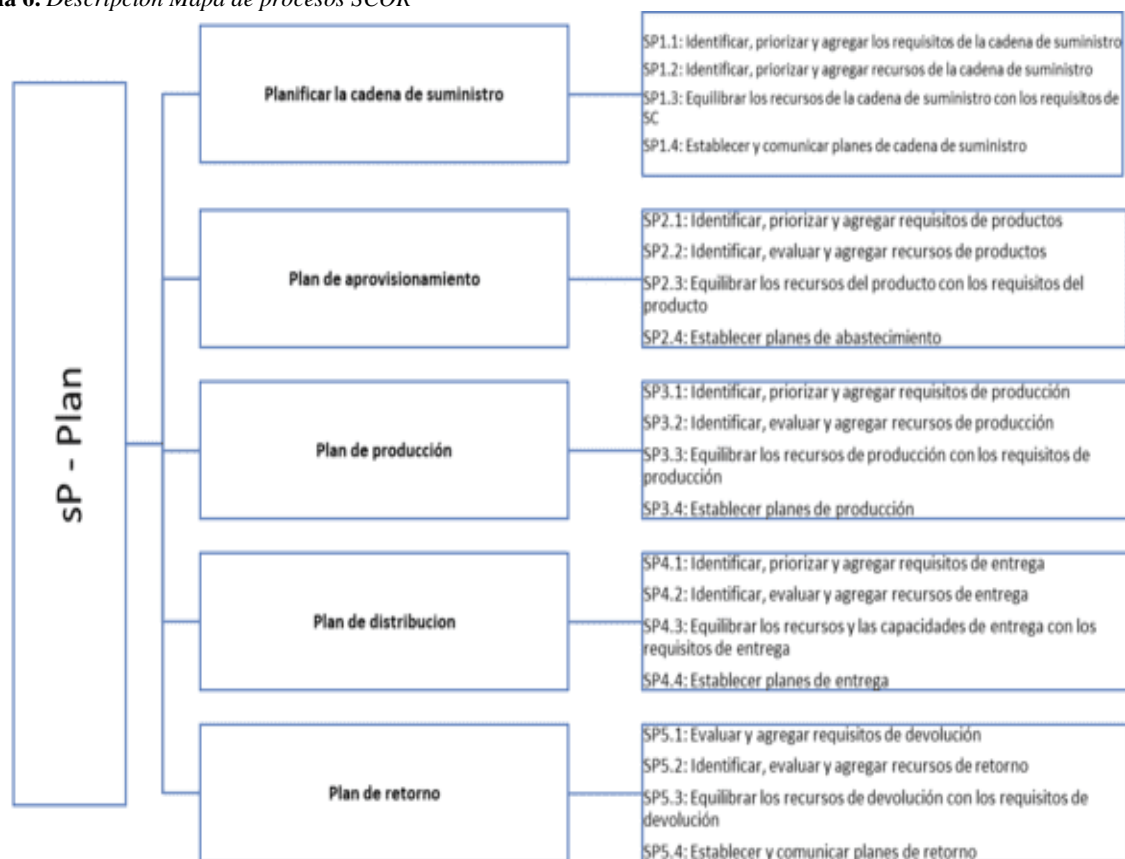 6. Descripción Mapa de procesos SCOR
sP - Plan
Planificar la cadena de suministro
SP1.1: Identificar, priorizar y agregar los requisitos de la cadena de suministro
SP1.2: Identificar, priorizar y agregar recursos de la cadena de suministro
SP1.3: Equilibrar los recursos de la cadena de suministro con los requisitos de
SC
SP1.4: Establecer y comunicar planes de cadena de suministro
Plan de aprovisionamiento
SP2.1: Identificar, priorizar y agregar requisitos de productos
SP2.2: Identificar, evaluar y agregar recursos de productos
SP2.3: Equilibrar los recursos del producto con los requisitos del
producto
SP2.4: Establecer planes de abastecimiento
Plan de producción
SP3.1: Identificar, priorizar y agregar requisitos de producción
SP3.2: Identificar, evaluar y agregar recursos de producción
SP3.3: Equilibrar los recursos de producción con los requisitos de
producción
SP3.4: Establecer planes de producción
Plan de distribucion
SP4.1: Identificar, priorizar y agregar requisitos de entrega
SP4.2: Identificar, evaluar y agregar recursos de entrega
SP4.3: Equilibrar los recursos y las capacidades de entrega con los
requisitos de entrega
SP4.4: Establecer planes de entrega
Plan de retorno
SP5.1: Evaluar y agregar requisitos de devolución
SP5.2: Identificar, evaluar y agregar recursos de retorno
SP5.3: Equilibrar los recursos de devolución con los requisitos de
devolución
SP5.4: Establecer y comunicar planes de retorno